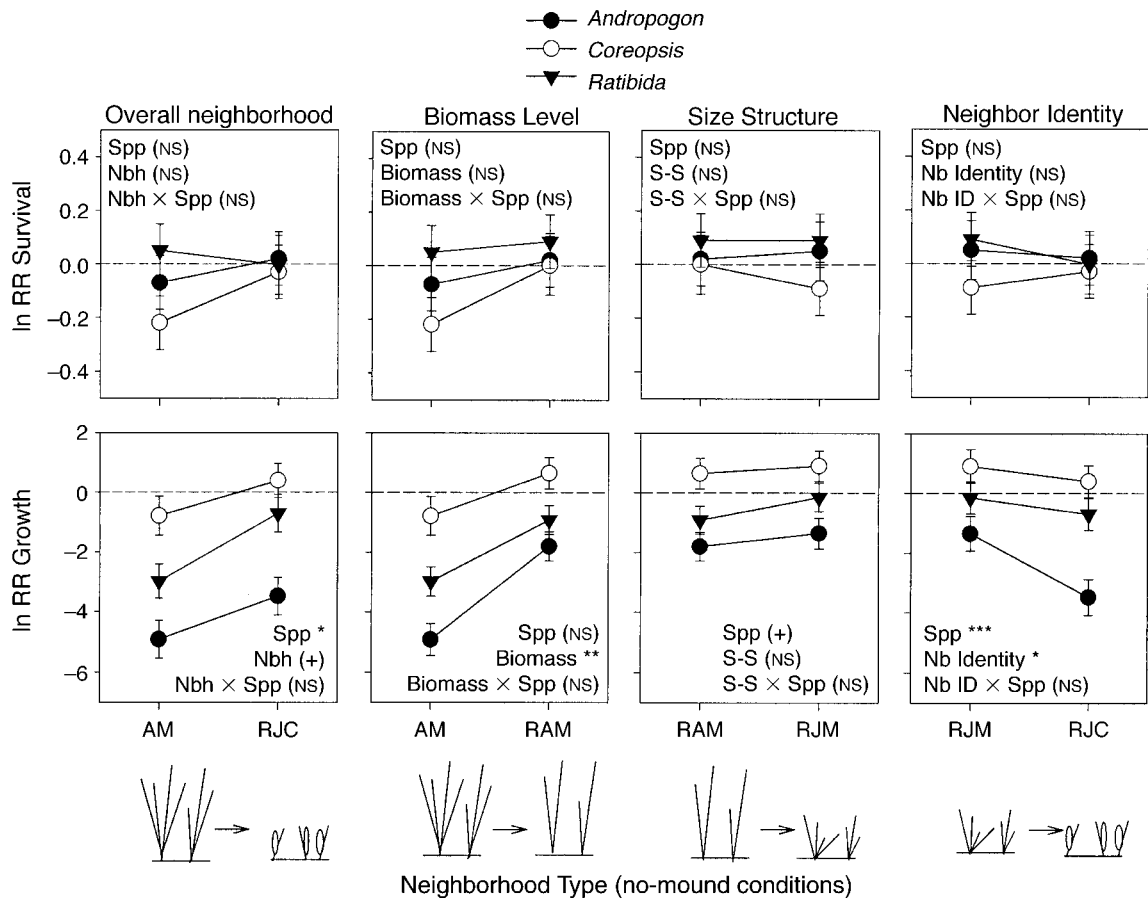 Andropogon
Coreopsis
Ratibida
Overall neighborhood
Biomass Level
Size Structure
Neighbor Identity
ln RR Survival
0.4
0.2
0.0
−0.2
−0.4
Spp (NS)
Nbh (NS)
Nbh × Spp (NS)
Spp (NS)
Biomass (NS)
Biomass × Spp (NS)
Spp (NS)
S-S (NS)
S-S × Spp (NS)
Spp (NS)
Nb Identity (NS)
Nb ID × Spp (NS)
ln RR Growth
2
0
−2
−4
−6
Spp *
Nbh (+)
Nbh × Spp (NS)
Spp (NS)
Biomass **
Biomass × Spp (NS)
Spp (+)
S-S (NS)
S-S × Spp (NS)
Spp ***
Nb Identity *
Nb ID × Spp (NS)
AM RJC
AM RAM
RAM RJM
RJM RJC
Neighborhood Type (no-mound conditions)